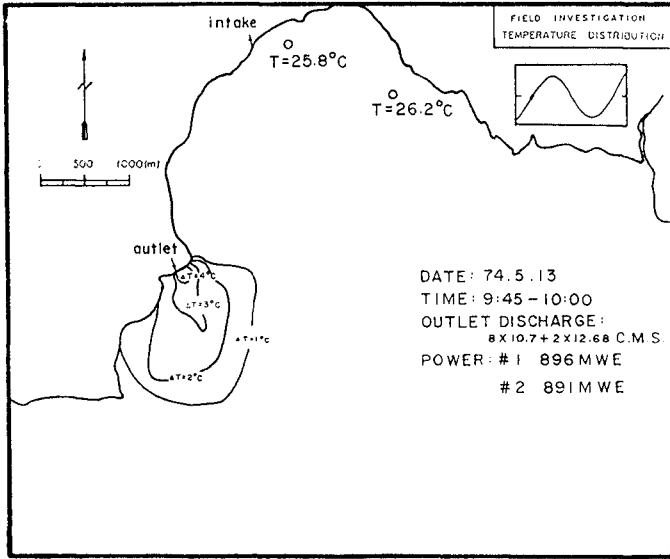 FIELD INVESTIGATION
TEMPERATURE DISTRIBUTION
intake
T=25.8°C
T=26.2°C
500 1000(m)
outlet
ΔT=4°C
ΔT=3°C
ΔT=1°C
ΔT=2°C
DATE: 74.5.13
TIME: 9:45-10:00
OUTLET DISCHARGE:
8X10.7+2X12.68 C.M.S.
POWER: #1 896MWE
#2 891MWE